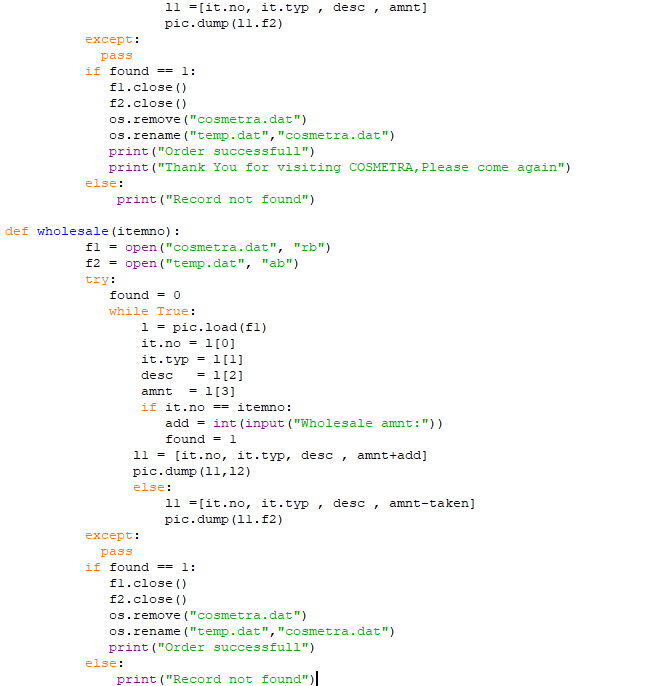 l1 =[it.no, it.typ , desc , amnt]
pic.dump(l1.f2)
except:
pass
if found == 1:
f1.close()
f2.close()
os.remove("cosmetra.dat")
os.rename("temp.dat","cosmetra.dat")
print("Order successfull")
print("Thank You for visiting COSMETRA,Please come again")
else:
print("Record not found")
def wholesale(itemno):
f1 = open("cosmetra.dat", "rb")
f2 = open("temp.dat", "ab")
try:
found = 0
while True:
l = pic.load(f1)
it.no = l[0]
it.typ = l[1]
desc   = l[2]
amnt  = l[3]
if it.no == itemno:
add = int(input("Wholesale amnt:"))
found = 1
l1 = [it.no, it.typ, desc , amnt+add]
pic.dump(l1,l2)
else:
l1 =[it.no, it.typ , desc , amnt-taken]
pic.dump(l1.f2)
except:
pass
if found == 1:
f1.close()
f2.close()
os.remove("cosmetra.dat")
os.rename("temp.dat","cosmetra.dat")
print("Order successfull")
else:
print("Record not found")